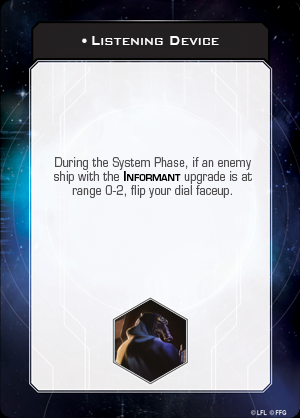 • Listening Device
During the System Phase, if an enemy
ship with the Informant upgrade is at
range 0-2, flip your dial faceup.
©LFL ©FFG